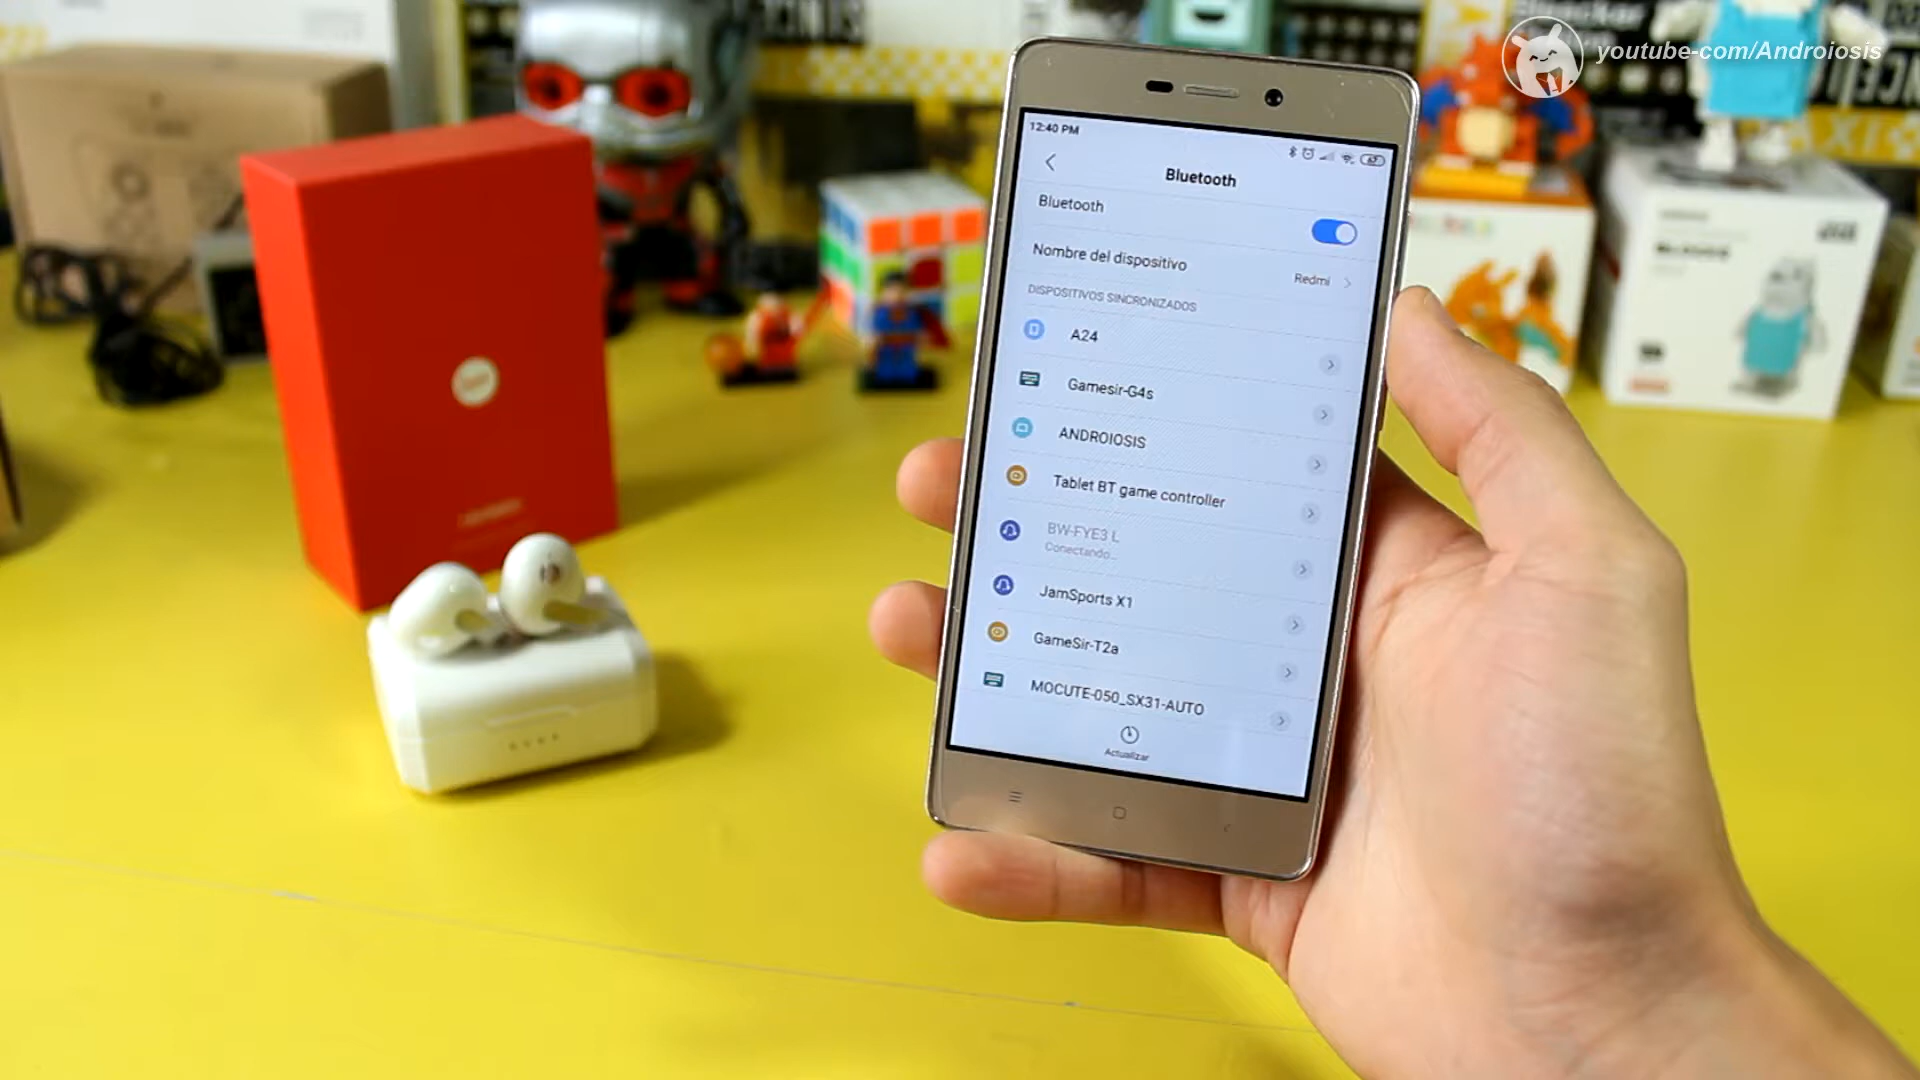 youtube-com/Androiosis
12:40 PM
67
Bluetooth
Bluetooth
Nombre del dispositivo
Redmi
DISPOSITIVOS SINCRONIZADOS
A24
Gamesir-G4s
ANDROIOSIS
Tablet BT game controller
BW-FYE3 L
Conectando...
JamSports X1
GameSir-T2a
MOCUTE-050_SX31-AUTO
Actualizar